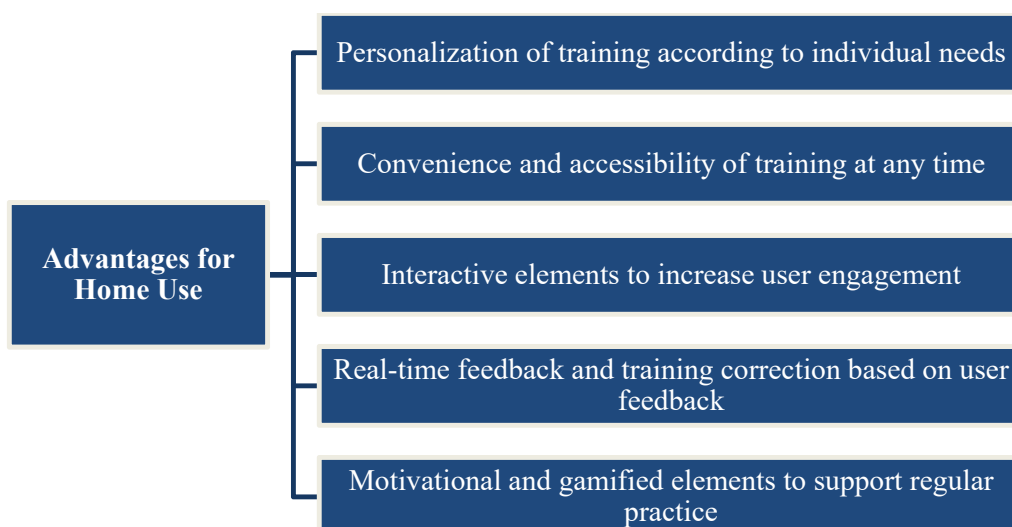 Personalization of training according to individual needs
Convenience and accessibility of training at any time
Advantages for
Home Use
Interactive elements to increase user engagement
Real-time feedback and training correction based on user
feedback
Motivational and gamified elements to support regular
practice